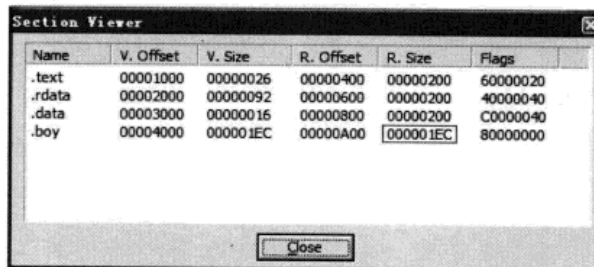 Section Viewer
Name V. Offset V. Size R. Offset R. Size Flags
.text 00001000 00000026 00000400 00000200 60000020
.rdata 00002000 00000092 00000600 00000200 40000040
.data 00003000 00000016 00000800 00000200 C0000040
.boy 00004000 000001EC 00000A00 000001EC 80000000
Close